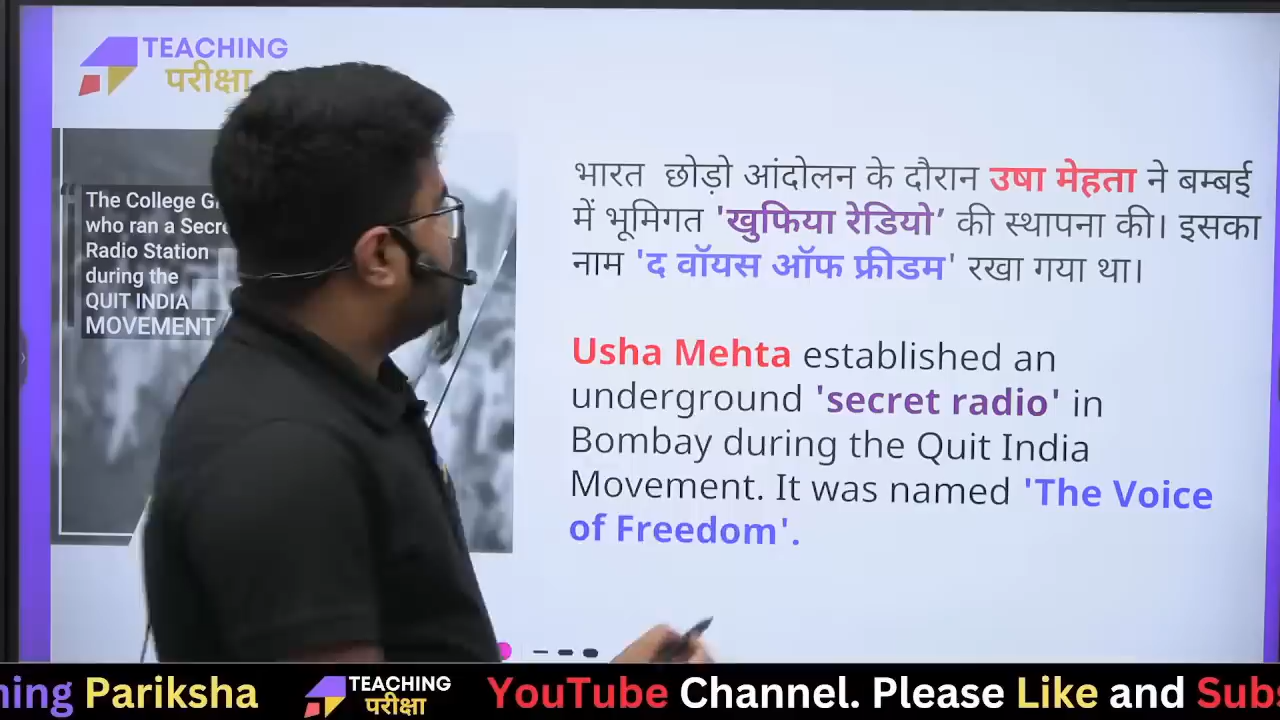 TEACHING
परीक्षा
The College
who ran a
Radio Station
during the
QUIT INDIA
MOVEMENT
भारत छोड़ो आंदोलन के दौरान उषा मेहता ने बम्बई
में भूमिगत 'खुफिया रेडियो’ की स्थापना की। इसका
नाम 'द वॉयस ऑफ फ्रीडम' रखा गया था।
Usha Mehta established an
underground 'secret radio' in
Bombay during the Quit India
Movement. It was named 'The Voice
of Freedom'.
ning Pariksha TEACHING परीक्षा YouTube Channel. Please Like and Subs